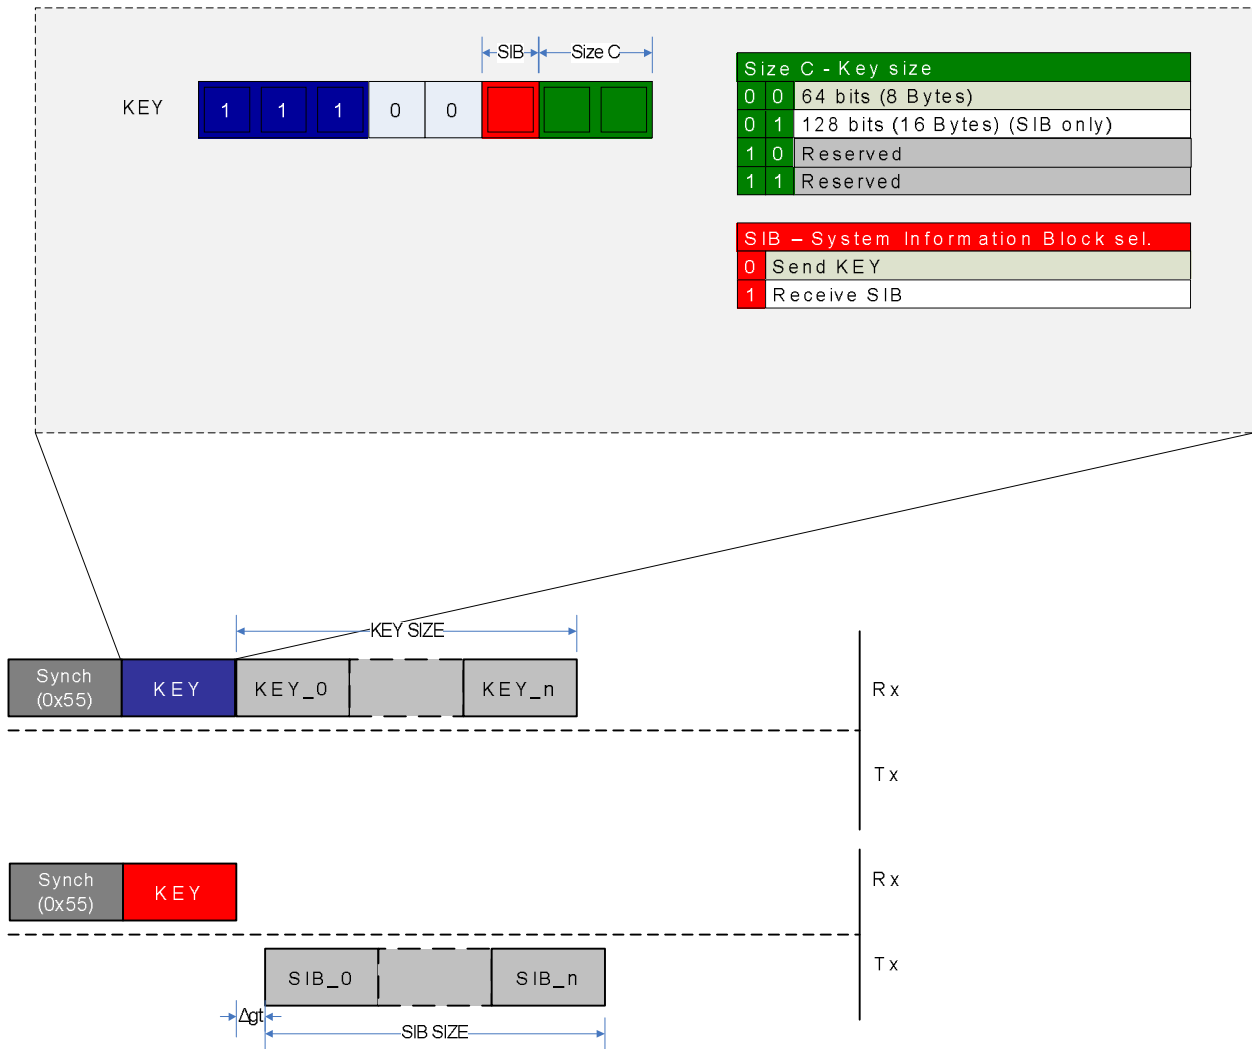 SIB
Size C
KEY
1 1 1 0 0
Size C - Key size
0 0 64 bits (8 Bytes)
0 1 128 bits (16 Bytes) (SIB only)
1 0 Reserved
1 1 Reserved
SIB – System Information Block sel.
0 Send KEY
1 Receive SIB
KEY SIZE
Synch
(0x55)
KEY
KEY_0
KEY_n
Rx
Tx
Synch
(0x55)
KEY
Rx
Tx
SIB_0
SIB_n
Δgt
SIB SIZE